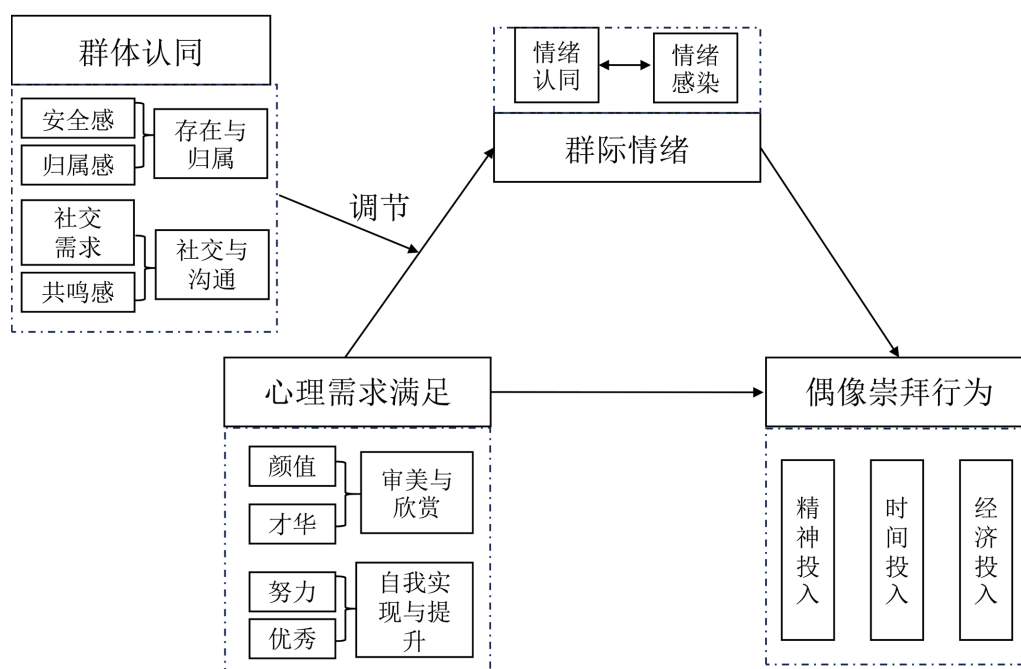 群体认同
安全感
归属感
存在与
归属
社交
需求
共鸣感
社交与
沟通
调节
情绪
认同
情绪
感染
群际情绪
心理需求满足
颜值
才华
审美与
欣赏
努力
优秀
自我实
现与提
升
偶像崇拜行为
精神投入
时间投入
经济投入